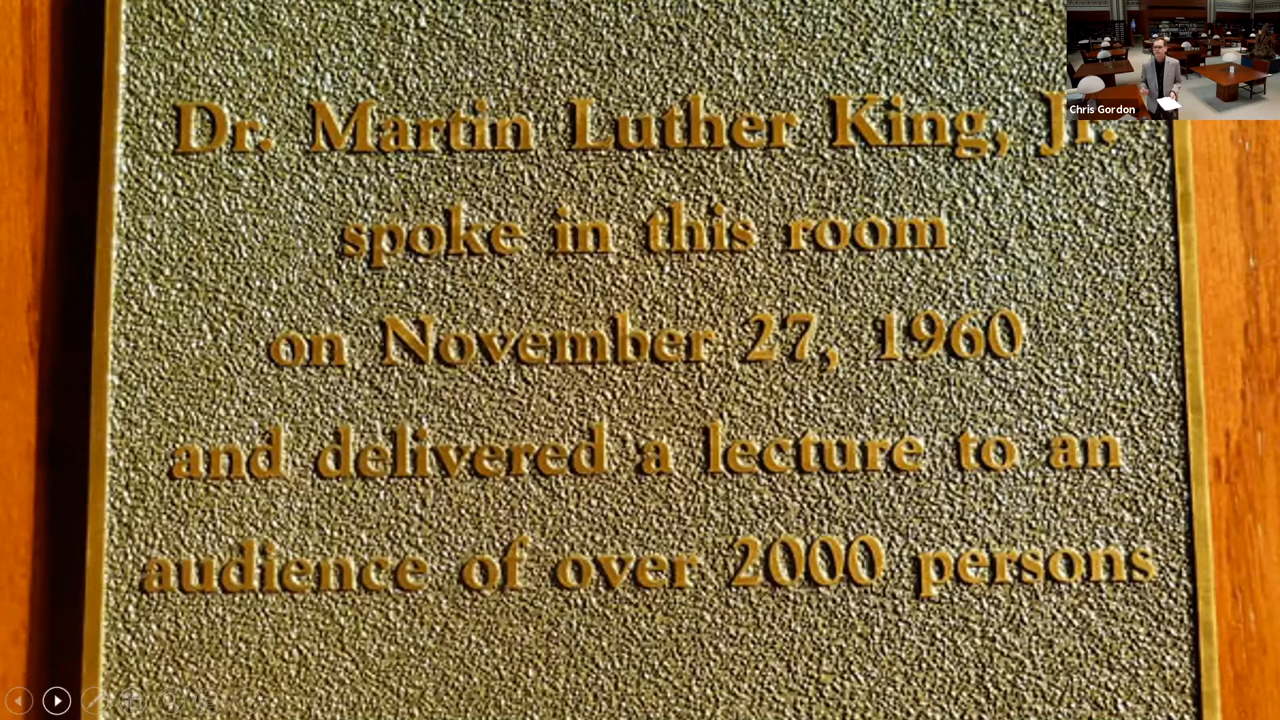 Dr. Martin Luther King, Jr.
spoke in this room
on November 27, 1960
and delivered a lecture to an
audience of over 2000 persons
Chris Gordon